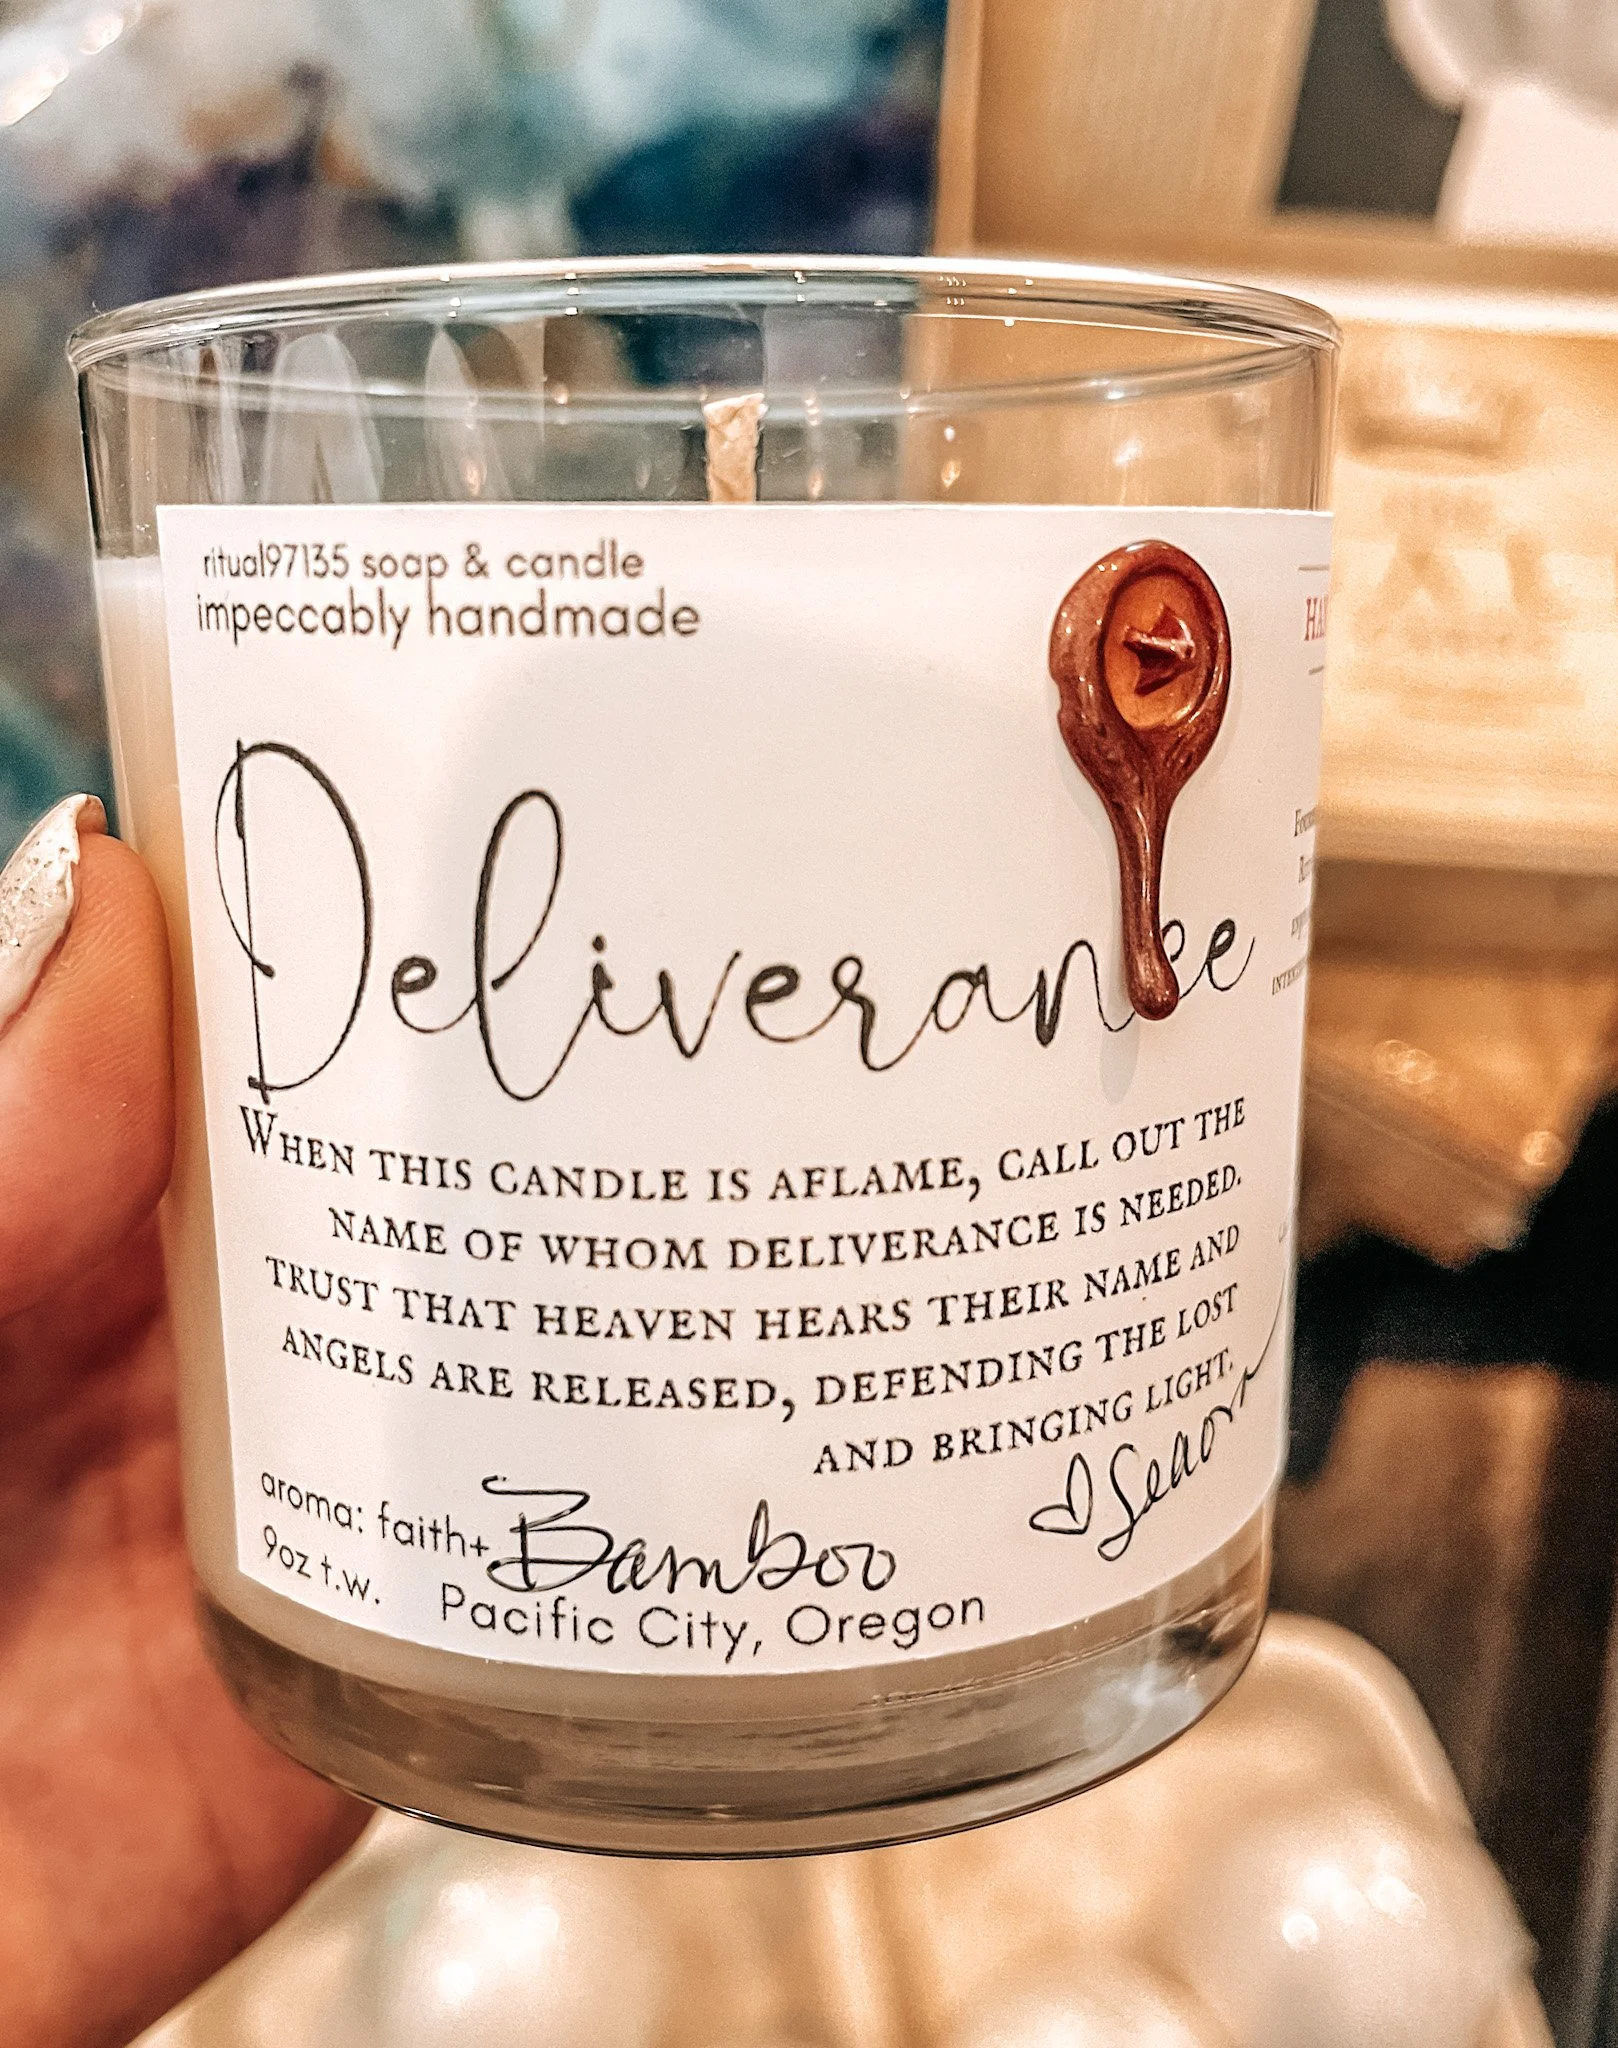 ritual97135 soap & candle
impeccably handmade
Deliverance
WHEN THIS CANDLE IS AFLAME, CALL OUT THE
NAME OF WHOM DELIVERANCE IS NEEDED.
TRUST THAT HEAVEN HEARS THEIR NAME AND
ANGELS ARE RELEASED, DEFENDING THE LOST
AND BRINGING LIGHT.
aroma: faith+ Bamboo
9oz t.w.
Pacific City, Oregon